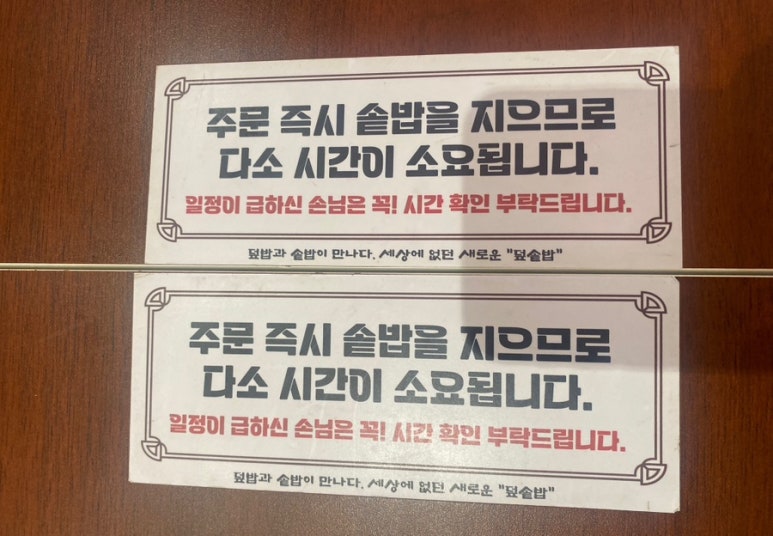 주문 즉시 솥밥을 지으므로
다소 시간이 소요됩니다.
일정이 급하신 손님은 꼭! 시간 확인 부탁드립니다.
덮밥과 솥밥이 만나다. 세상에 없던 새로운 "덮솥밥"
주문 즉시 솥밥을 지으므로
다소 시간이 소요됩니다.
일정이 급하신 손님은 꼭! 시간 확인 부탁드립니다.
덮밥과 솥밥이 만나다. 세상에 없던 새로운 "덮솥밥"